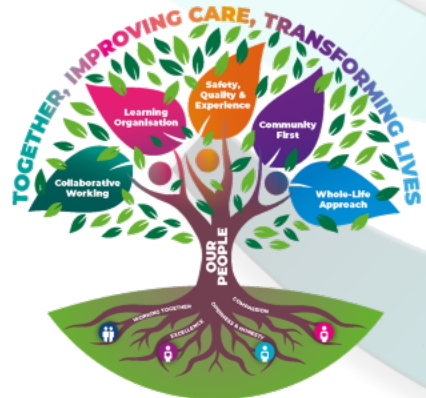 TOGETHER, IMPROVING CARE, TRANSFORMING LIVES
Safety,
Quality &
Experience
Learning
Organisation
Community
First
Collaborative
Working
Whole-Life
Approach
OUR
PEOPLE
WORKING TOGETHER
EXCELLENCE
OPENNESS & HONESTY
COMPASSION